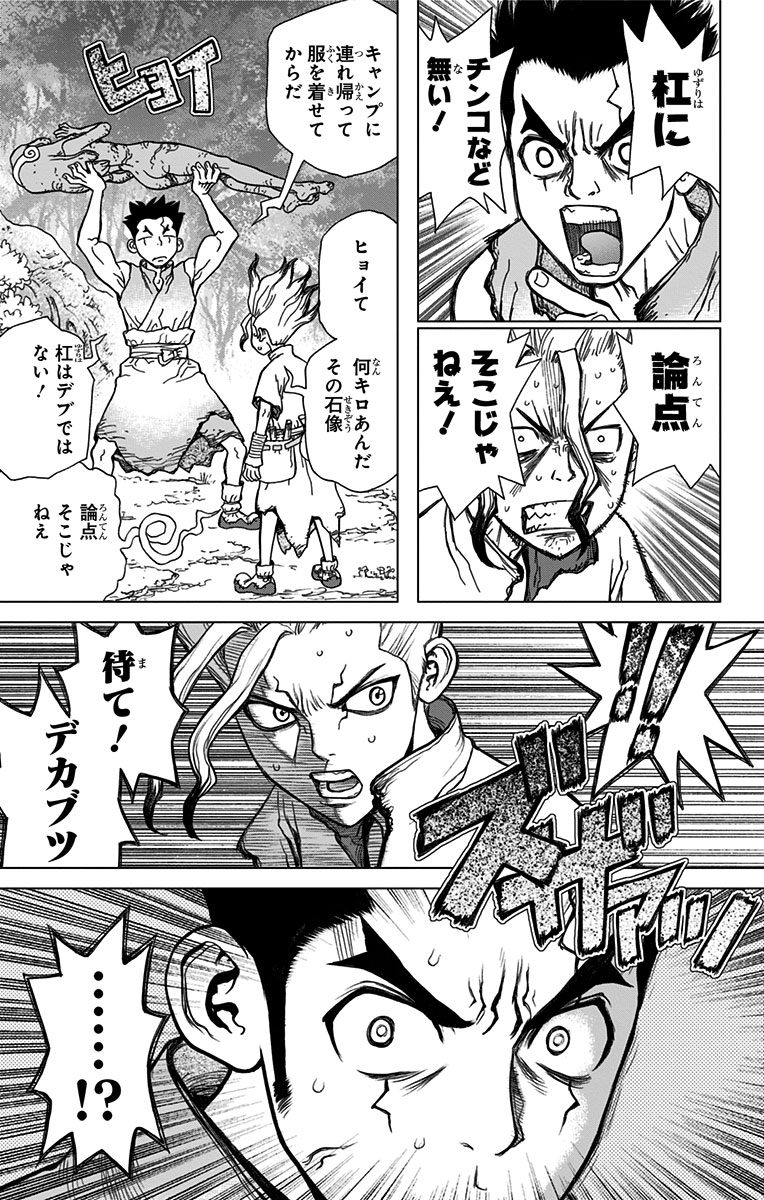 杠に
チンコなど
無い!
論点
そこじゃ
ねえ!
キャンプに
連れ帰って
服を着せて
からだ
ヒョイ
ヒョイて
何キロあんだ
その石像
杠はデブでは
ない!
論点
そこじゃ
ねえ
!!
待て!
デカブツ
ズギァァッ
………
……!?